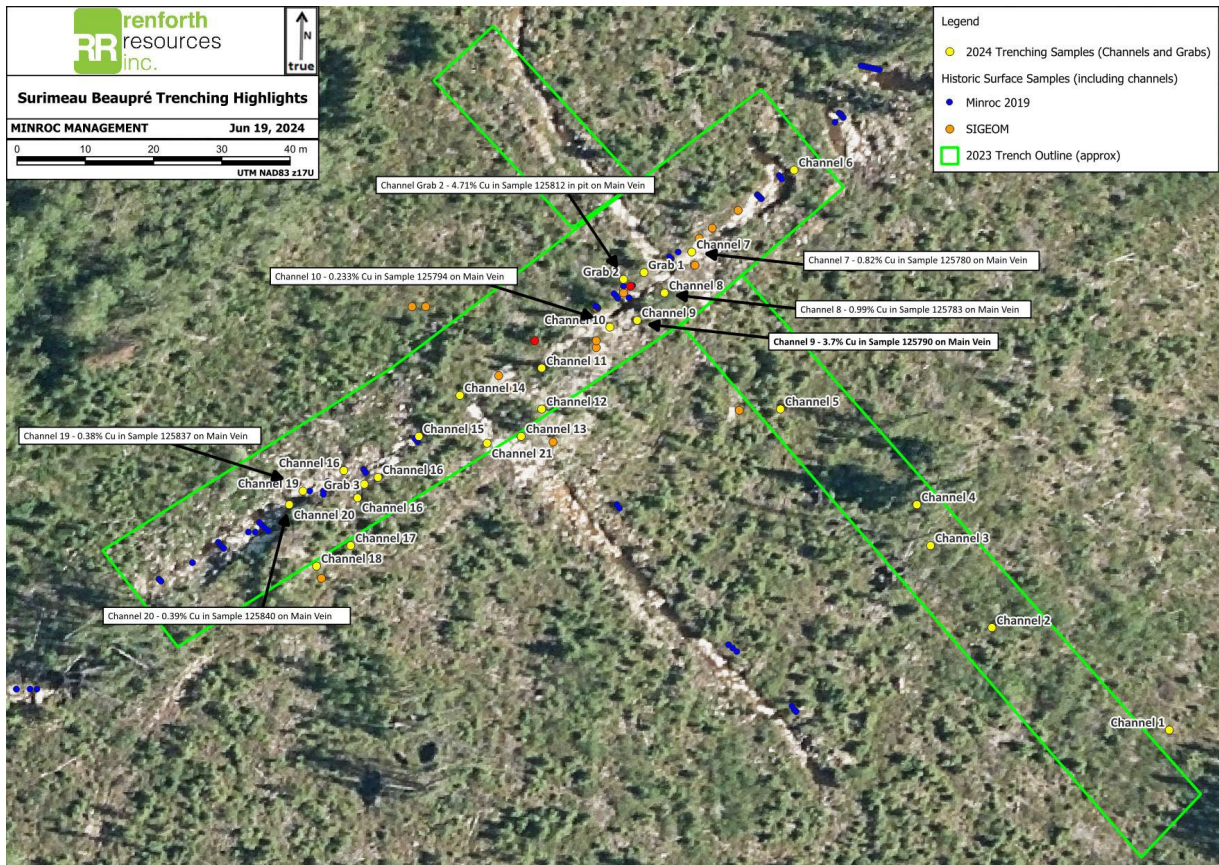 RR
renforth
resources
inc.
N
true
Surimeau Beaupré Trenching Highlights
MINROC MANAGEMENT Jun 19, 2024
0 10 20 30 40 m
UTM NAD83 z17U
Legend
2024 Trenching Samples (Channels and Grabs)
Historic Surface Samples (including channels)
Minroc 2019
SIGEOM
2023 Trench Outline (approx)
Channel 6
Channel Grab 2 - 4.71% Cu in Sample 125812 in pit on Main Vein
Channel 7
Channel 7 - 0.82% Cu in Sample 125780 on Main Vein
Grab 1
Grab 2
Channel 10 - 0.233% Cu in Sample 125794 on Main Vein
Channel 8
Channel 8 - 0.99% Cu in Sample 125783 on Main Vein
Channel 9
Channel 10
Channel 9 - 3.7% Cu in Sample 125790 on Main Vein
Channel 11
Channel 14
Channel 12
Channel 5
Channel 15
Channel 13
Channel 19 - 0.38% Cu in Sample 125837 on Main Vein
Channel 21
Channel 16
Channel 16
Channel 19
Grab 3
Channel 4
Channel 16
Channel 20
Channel 17
Channel 3
Channel 18
Channel 20 - 0.39% Cu in Sample 125840 on Main Vein
Channel 2
Channel 1